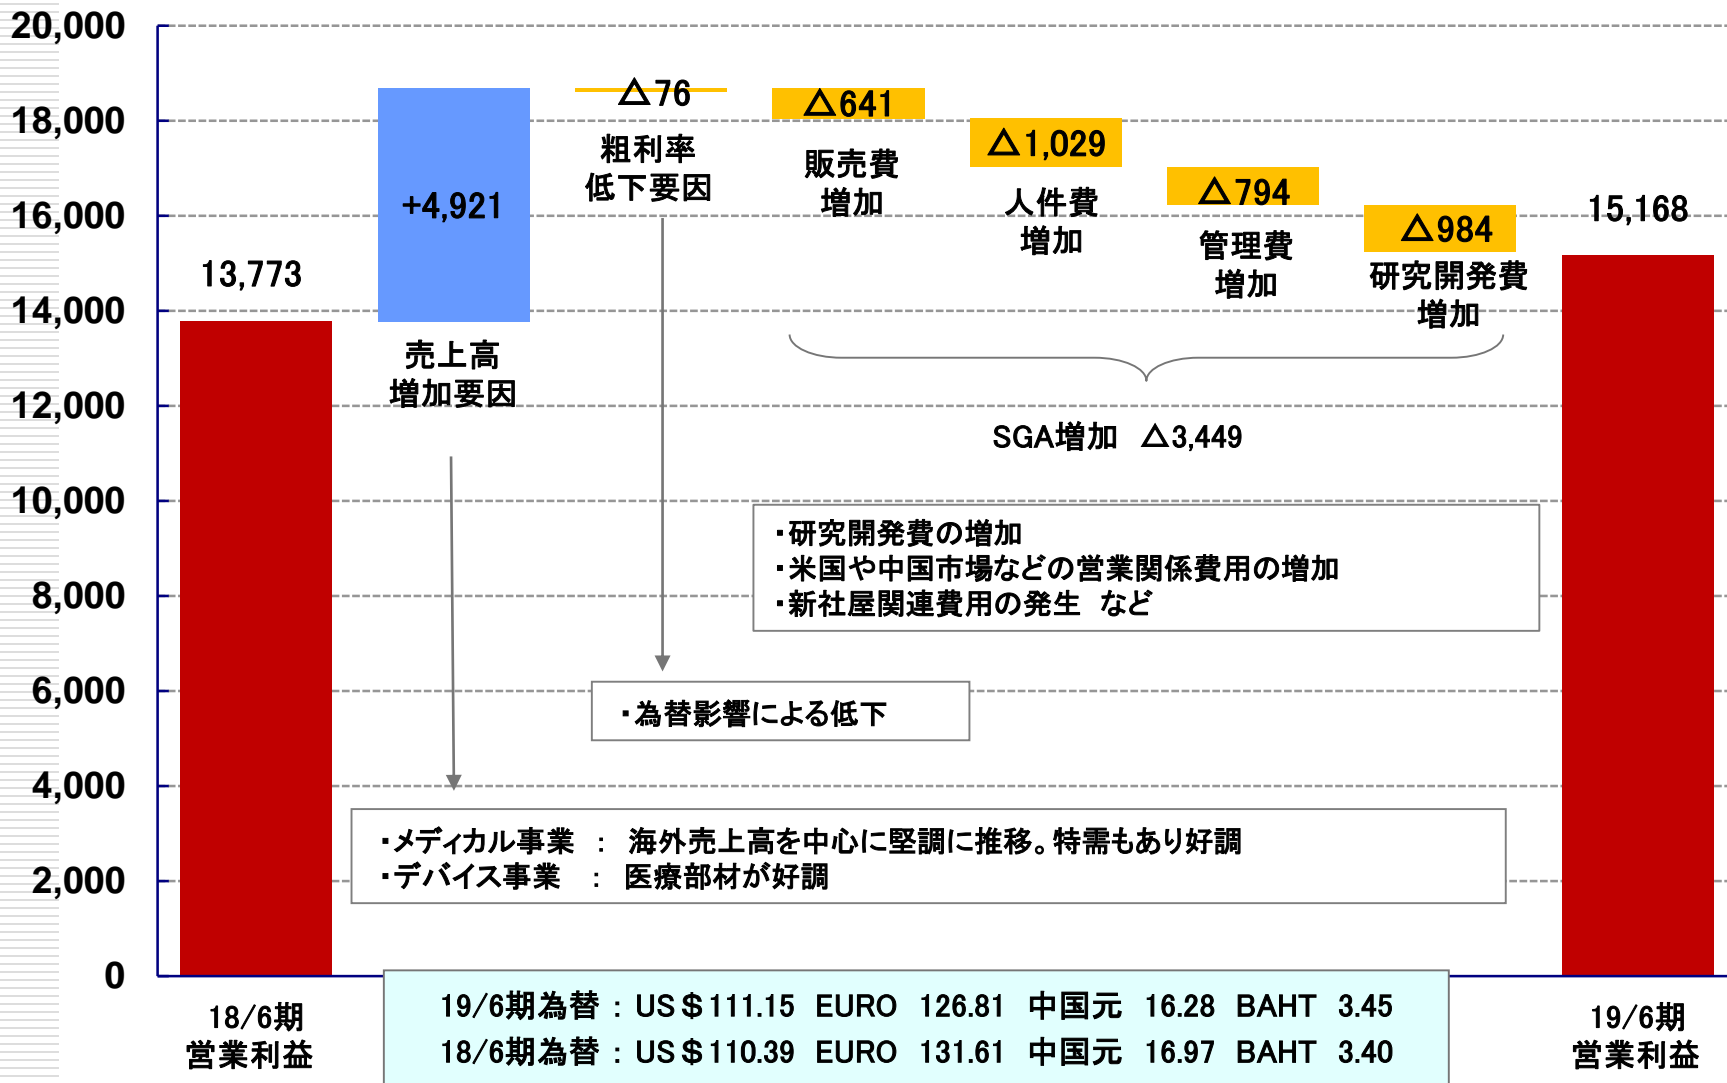 20,000
18,000
16,000
14,000
12,000
10,000
8,000
6,000
4,000
2,000
0
13,773
+4,921
売上高
増加要因
△76
粗利率
低下要因
△641
販売費
増加
△1,029
人件費
増加
△794
管理費
増加
△984
研究開発費
増加
15,168
SGA増加 △3,449
・研究開発費の増加
・米国や中国市場などの営業関係費用の増加
・新社屋関連費用の発生 など
・為替影響による低下
・メディカル事業 : 海外売上高を中心に堅調に推移。特需もあり好調
・デバイス事業 : 医療部材が好調
18/6期
営業利益
19/6期為替 : US$111.15 EURO 126.81 中国元 16.28 BAHT 3.45
18/6期為替 : US$110.39 EURO 131.61 中国元 16.97 BAHT 3.40
19/6期
営業利益